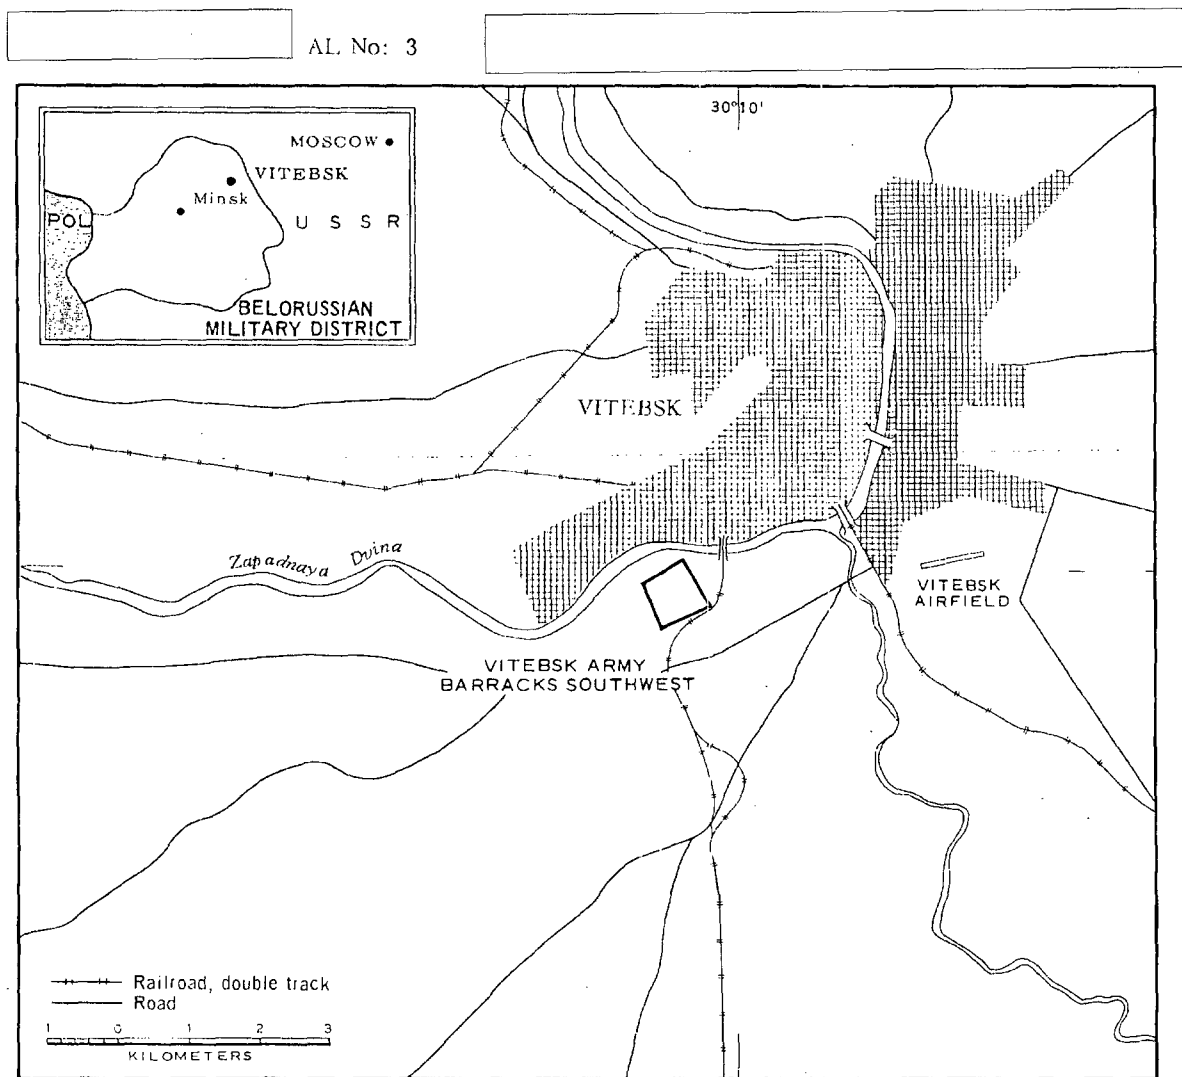 AL No: 3
30°10'
MOSCOW
VITEBSK
Minsk
POL
U S S R
BELORUSSIAN
MILITARY DISTRICT
VITEBSK
Zapadnaya Dvina
VITEBSK
AIRFIELD
VITEBSK ARMY
BARRACKS SOUTHWEST
Railroad, double track
Road
1 0 1 2 3
KILOMETERS